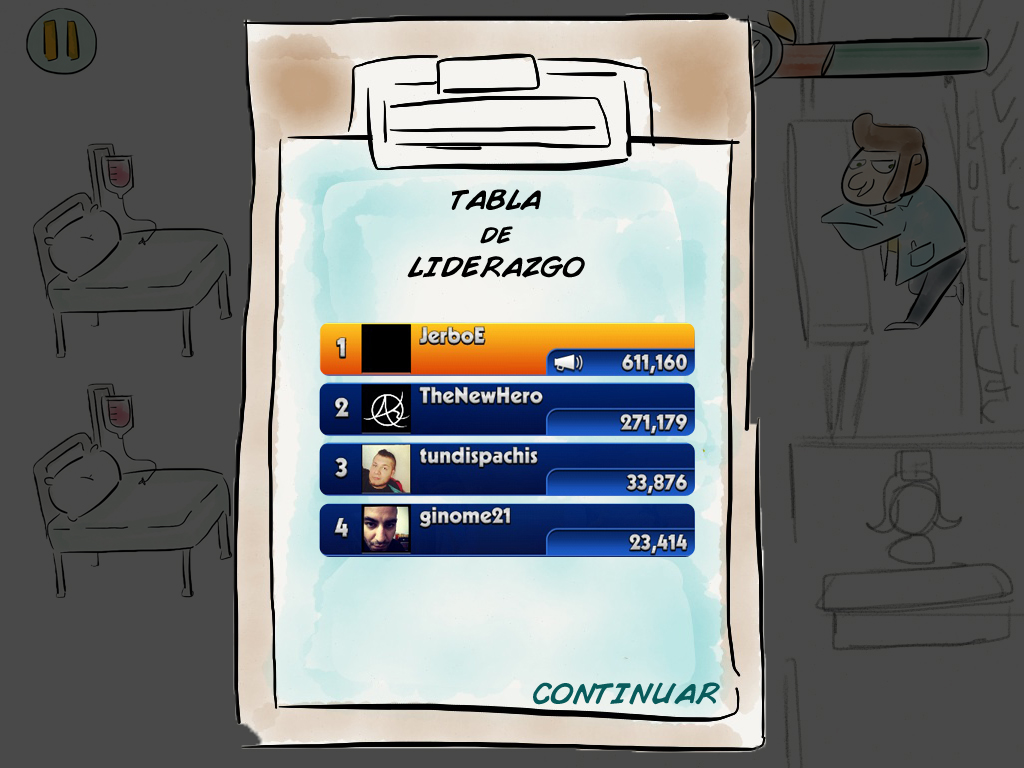 TABLA
DE
LIDERAZGO
1 JerboE
611,160
2 TheNewHero
271,179
3 tundispachis
33,876
4 ginome21
23,414
CONTINUAR